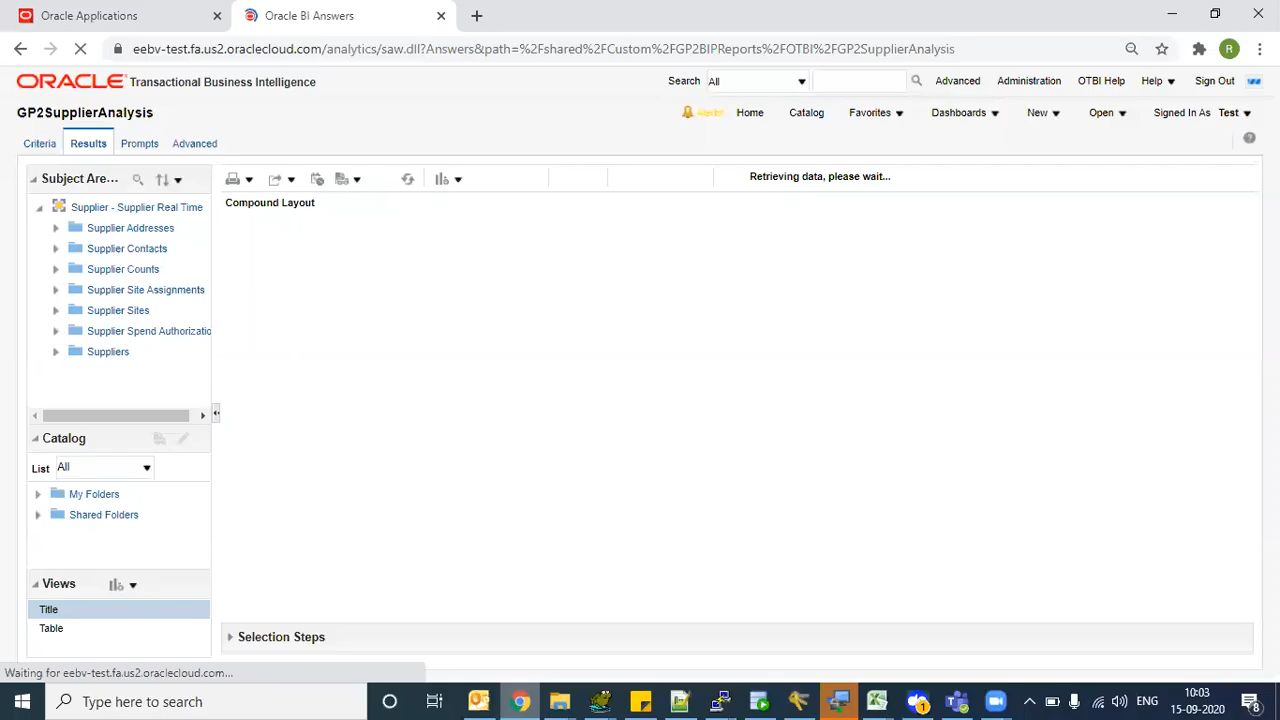 Oracle Applications
Oracle BI Answers
eebv-test.fa.us2.oraclecloud.com/analytics/saw.dll?Answers&path=%2Fshared%2FCustom%2FGP2BIPReports%2FOTBI%2FGP2SupplierAnalysis
R
ORACLE Transactional Business Intelligence
Search All Advanced Administration OTBI Help Help Sign Out
GP2SupplierAnalysis
Home Catalog Favorites Dashboards New Open Signed In As Test
Criteria Results Prompts Advanced
Subject Are...
Retrieving data, please wait...
Compound Layout
Supplier - Supplier Real Time
Supplier Addresses
Supplier Contacts
Supplier Counts
Supplier Site Assignments
Supplier Sites
Supplier Spend Authorizatio
Suppliers
Catalog
List All
My Folders
Shared Folders
Views
Title
Table
Selection Steps
Waiting for eebv-test.fa.us2.oraclecloud.com...
Type here to search
ENG
10:03
15-09-2020